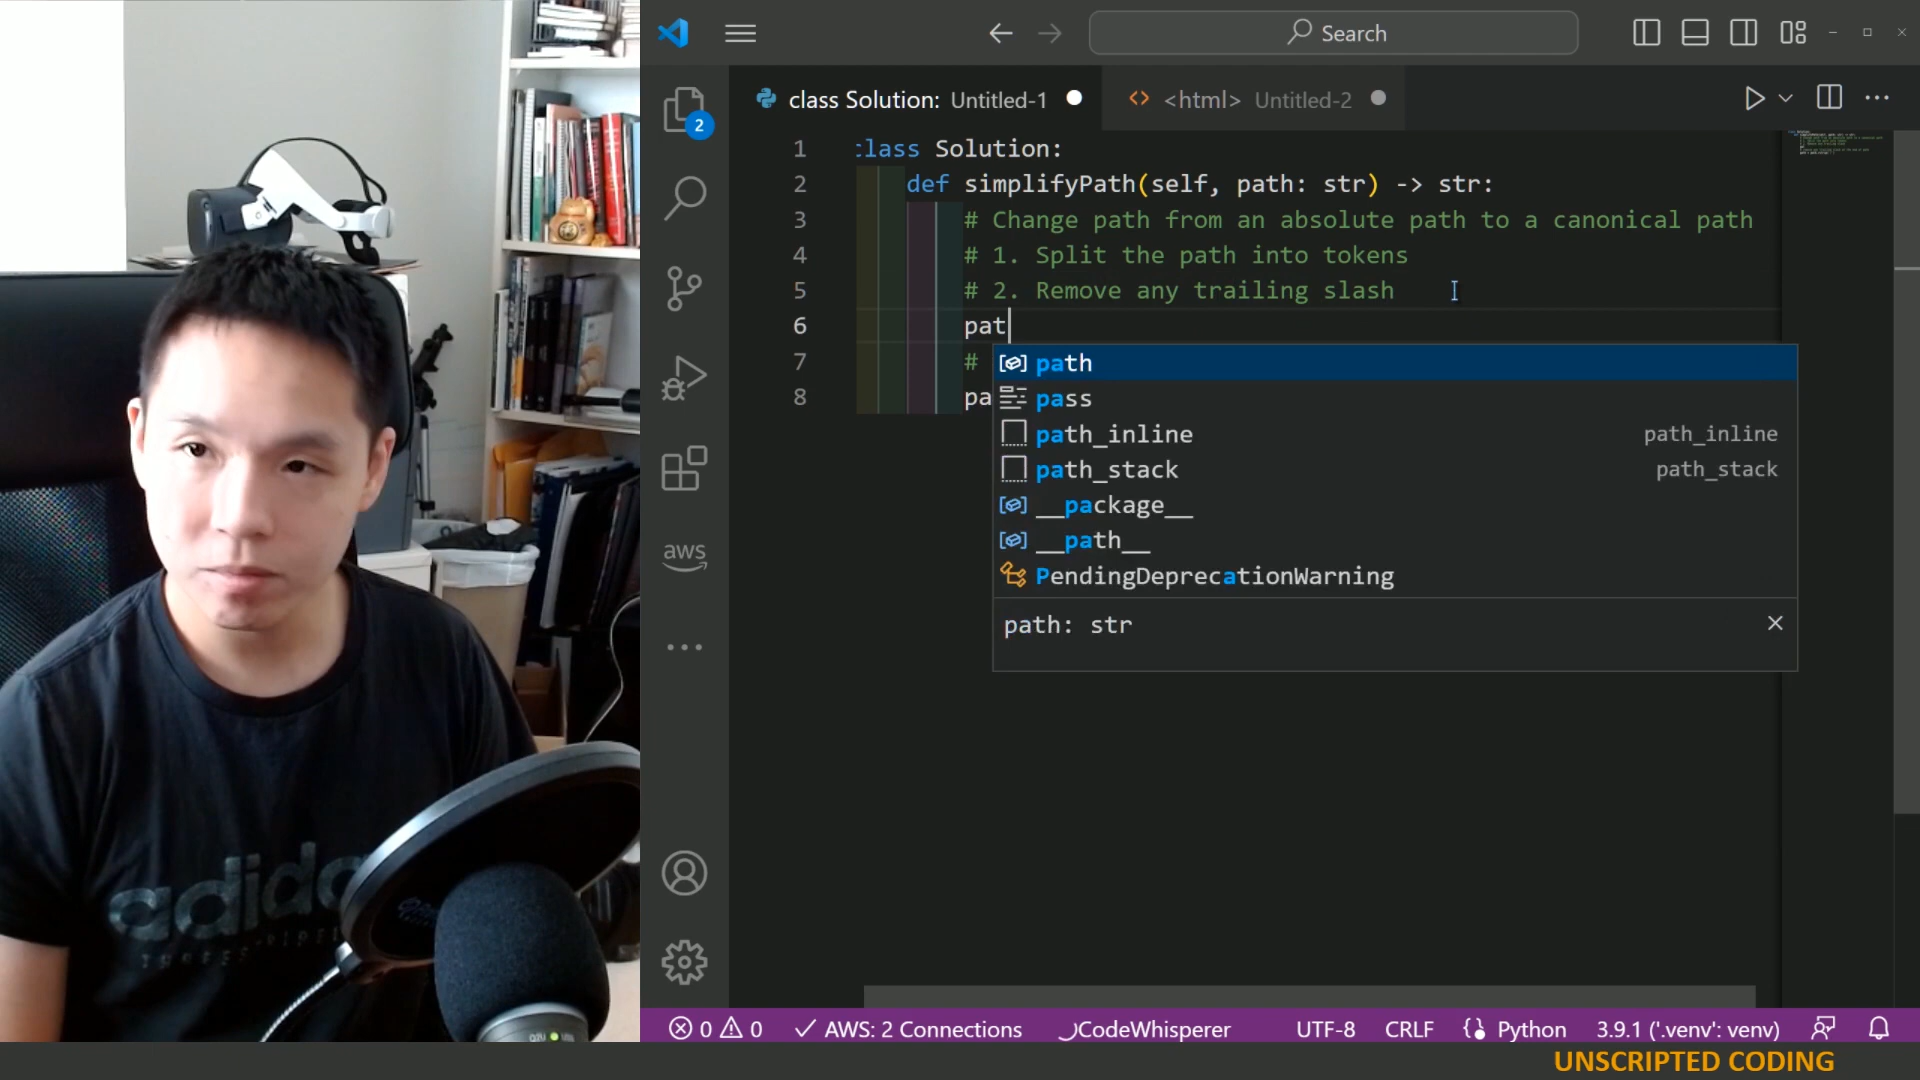 Search
2
class Solution: Untitled-1
<html> Untitled-2
1 class Solution:
2 def simplifyPath(self, path: str) -> str:
3 # Change path from an absolute path to a canonical path
4 # 1. Split the path into tokens
5 # 2. Remove any trailing slash
6 pat
7 #
8 pa
path
pass
path_inline path_inline
path_stack path_stack
__package__
__path__
PendingDeprecationWarning
path: str
aws
adidas
0 0 AWS: 2 Connections CodeWhisperer UTF-8 CRLF Python 3.9.1 ('.venv': venv)
UNSCRIPTED CODING